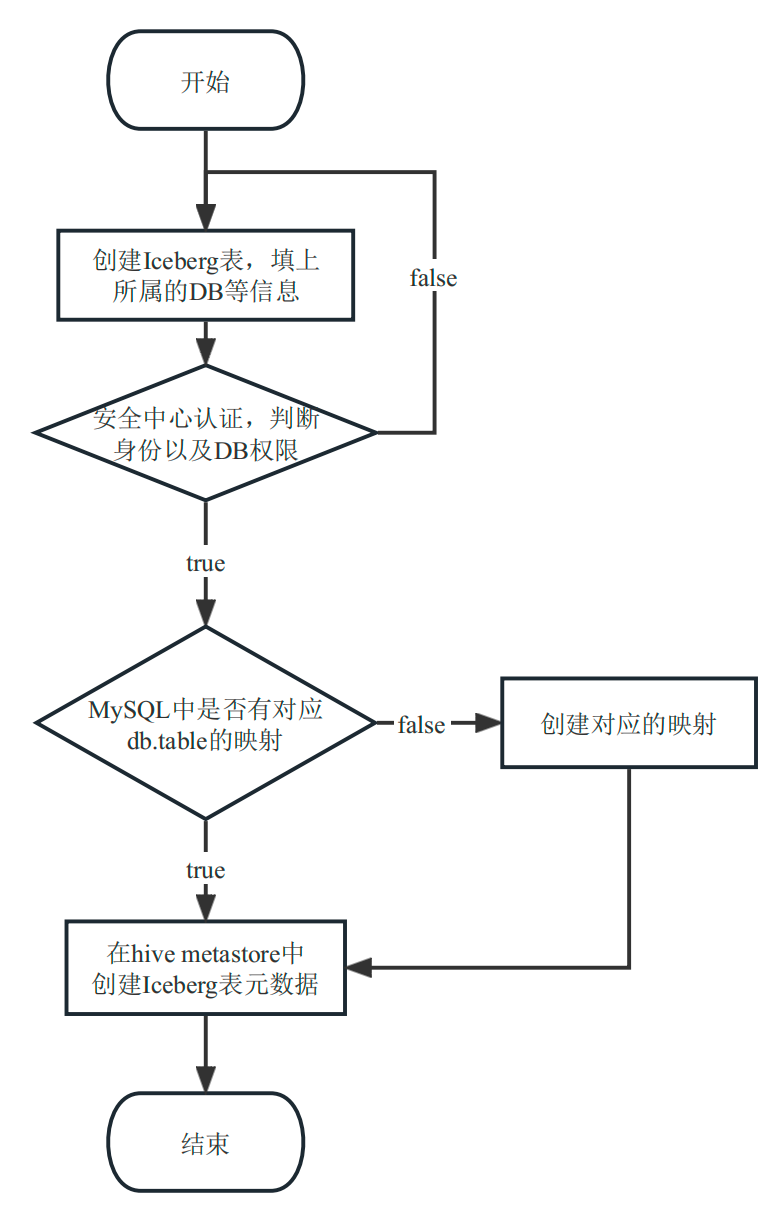 开始
创建Iceberg表，填上
所属的DB等信息
false
安全中心认证，判断
身份以及DB权限
true
MySQL中是否有对应
db.table的映射
false
创建对应的映射
true
在hive metastore中
创建Iceberg表元数据
结束